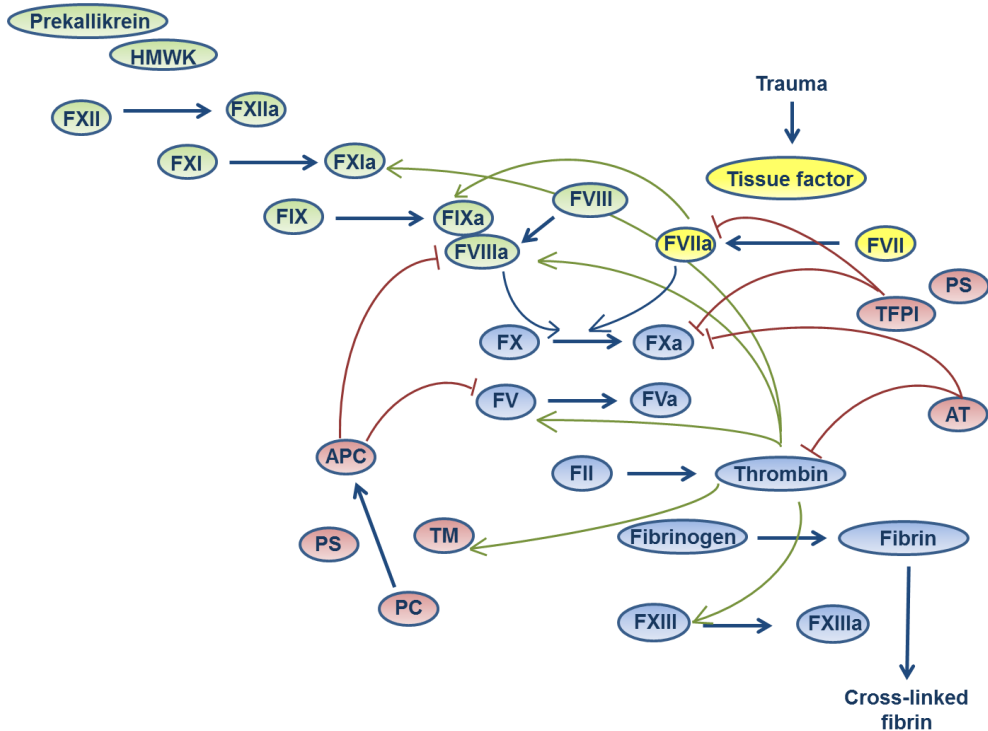 Prekallikrein
HMWK
FXII
FXIIa
Trauma
FXI
FXIa
Tissue factor
FIX
FIXa
FVIII
FVIIIa
FVIIa
FVII
PS
TFPI
FX
FXa
FV
FVa
AT
APC
FII
Thrombin
PS
TM
Fibrinogen
Fibrin
PC
FXIII
FXIIIa
Cross-linked
fibrin